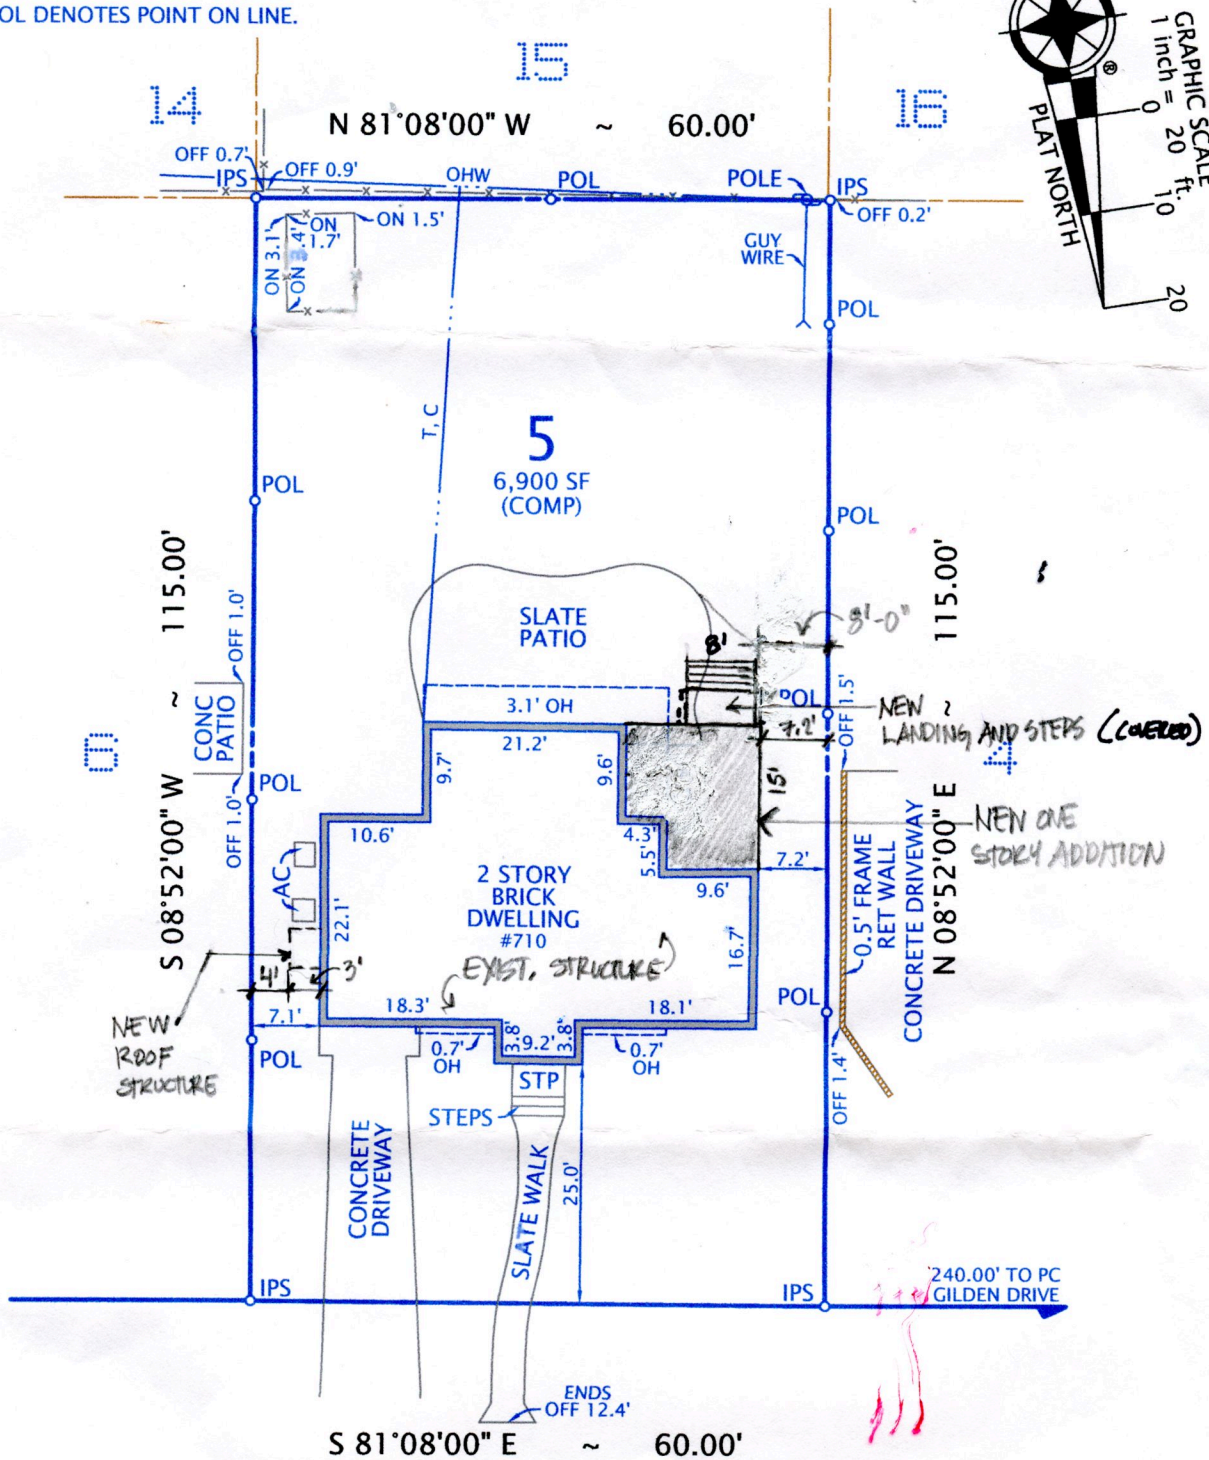 OL DENOTES POINT ON LINE.
GRAPHIC SCALE
1 inch = 20 ft.
0
10
20
PLAT NORTH
®
14
15
16
N 81°08'00" W ~ 60.00'
OFF 0.7'
IPS
OFF 0.9'
OHW
POL
POLE
IPS
OFF 0.2'
ON 1.5'
ON
1.7'
ON 3.1'
GUY
WIRE
POL
T, C
5
6,900 SF
(COMP)
POL
POL
S 08°52'00" W ~ 115.00'
N 08°52'00" E ~ 115.00'
OFF 1.0'
CONC
PATIO
OFF 1.0'
6
POL
SLATE
PATIO
8'
8'-0"
POL
OFF 1.5'
NEW
LANDING AND STEPS (COVERED)
4
3.1' OH
21.2'
9.7'
9.6'
7.2'
15'
NEW ONE
STORY ADDITION
10.6'
4.3'
5.5'
9.6'
7.2'
AC
22.1'
2 STORY
BRICK
DWELLING
#710
EXIST. STRUCTURE
16.7'
0.5' FRAME
RET WALL
CONCRETE DRIVEWAY
4'
3'
NEW
ROOF
STRUCTURE
7.1'
POL
18.3'
18.1'
POL
0.7'
OH
3.8'
9.2'
3.8'
0.7'
OH
OFF 1.4'
STP
STEPS
CONCRETE
DRIVEWAY
SLATE WALK
25.0'
IPS
IPS
240.00' TO PC
GILDEN DRIVE
ENDS
OFF 12.4'
S 81°08'00" E ~ 60.00'